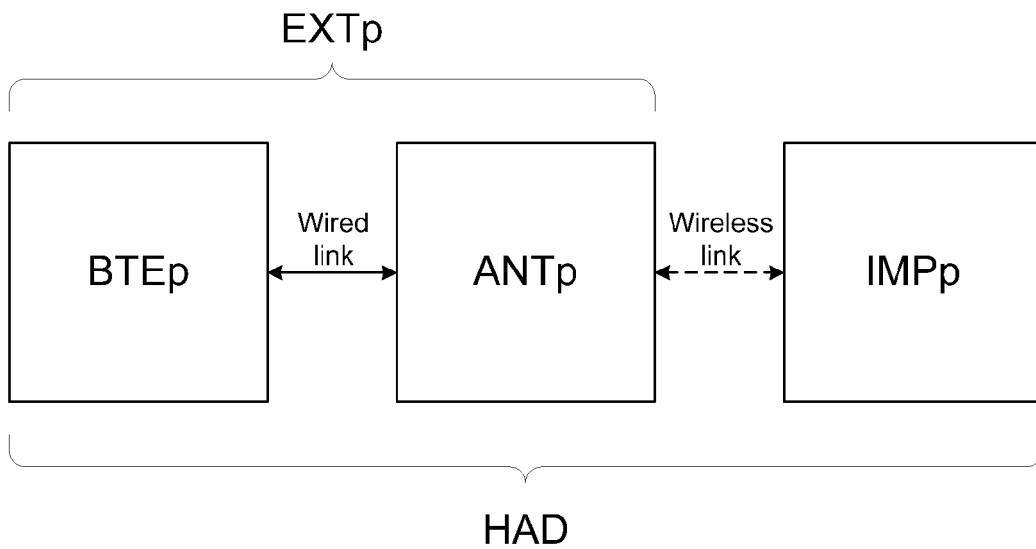 EXTp
BTEp
Wired
link
ANTp
Wireless
link
IMPp
HAD